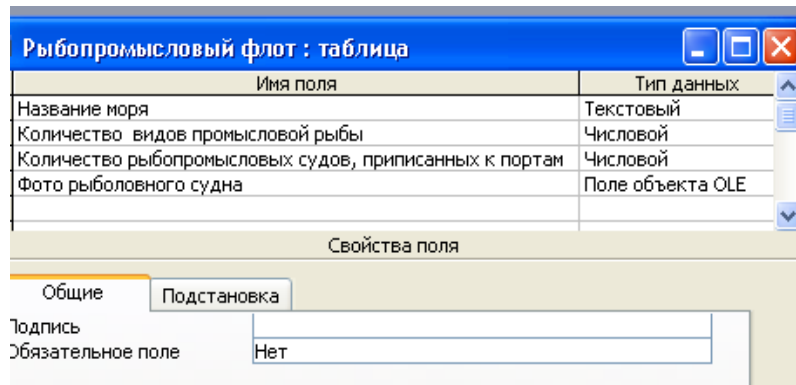 Рыбопромысловый флот : таблица
Имя поля Тип данных
Название моря Текстовый
Количество видов промысловой рыбы Числовой
Количество рыбопромысловых судов, приписанных к портам Числовой
Фото рыболовного судна Поле объекта OLE
Свойства поля
Общие Подстановка
Подпись
Обязательное поле Нет